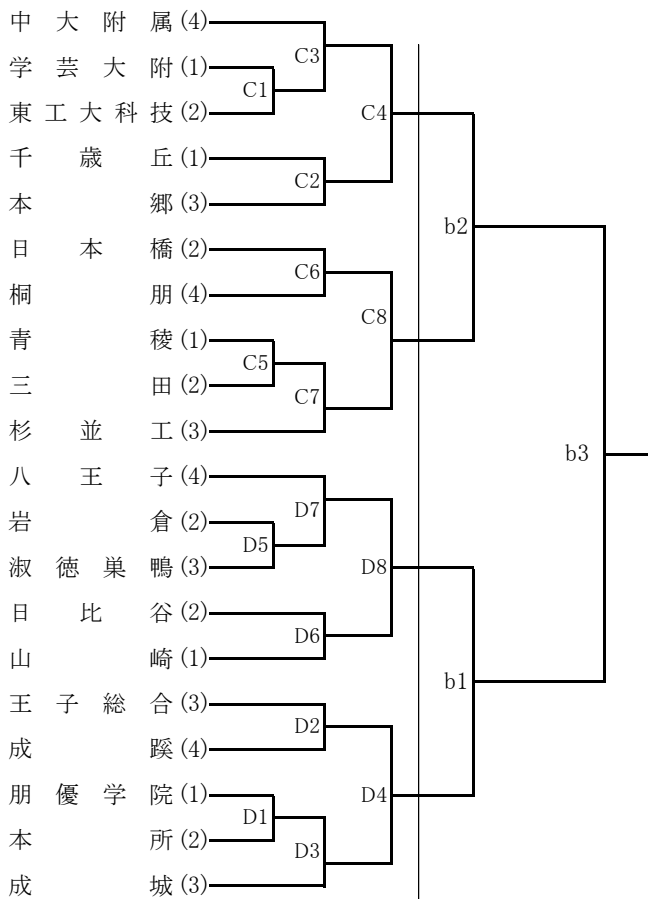 中大附属(4)
学芸大附(1)
東工大科技(2)
千歳丘(1)
本郷(3)
日本橋(2)
桐朋(4)
青稜(1)
三田(2)
杉並工(3)
八王子(4)
岩倉(2)
淑徳巣鴨(3)
日比谷(2)
山崎(1)
王子総合(3)
成蹊(4)
朋優学院(1)
本所(2)
成城(3)
C3
C1
C4
C2
b2
C6
C8
C5
C7
b3
D7
D5
D8
D6
b1
D2
D4
D1
D3